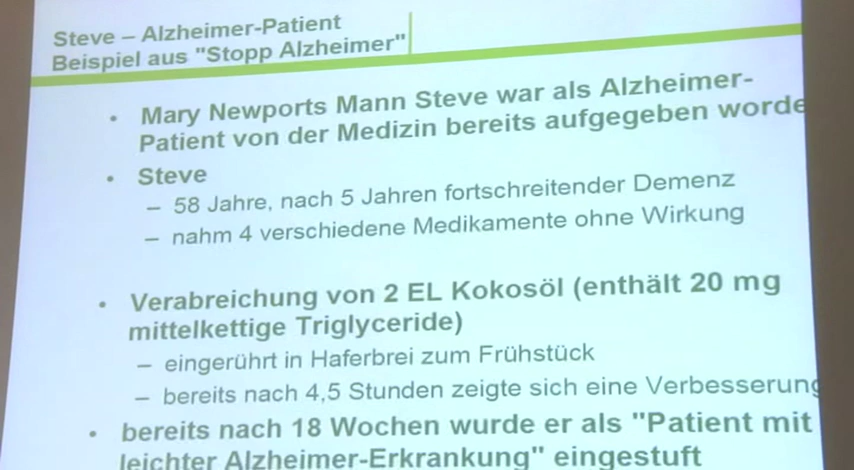 Steve – Alzheimer-Patient
Beispiel aus "Stopp Alzheimer"
• Mary Newports Mann Steve war als Alzheimer-
Patient von der Medizin bereits aufgegeben worde
• Steve
– 58 Jahre, nach 5 Jahren fortschreitender Demenz
– nahm 4 verschiedene Medikamente ohne Wirkung
• Verabreichung von 2 EL Kokosöl (enthält 20 mg
mittelkettige Triglyceride)
– eingerührt in Haferbrei zum Frühstück
– bereits nach 4,5 Stunden zeigte sich eine Verbesserung
• bereits nach 18 Wochen wurde er als "Patient mit
leichter Alzheimer-Erkrankung" eingestuft